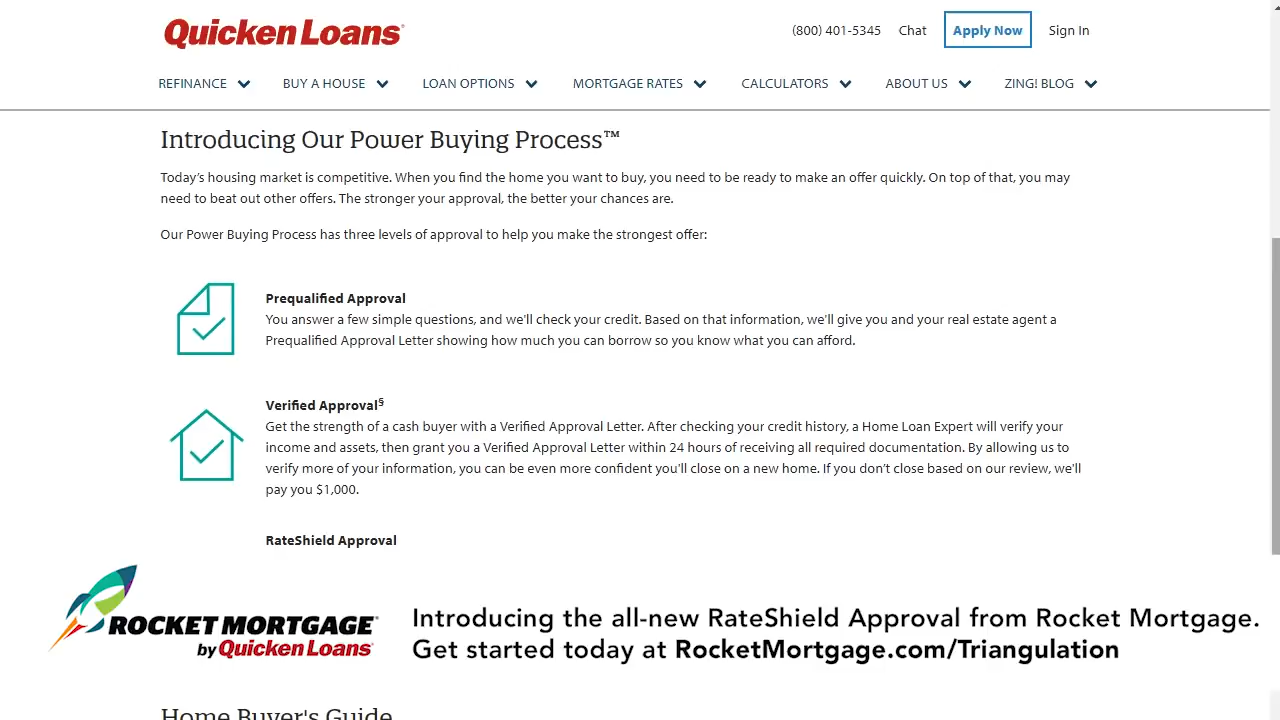 Quicken Loans®
(800) 401-5345 Chat Apply Now Sign In
REFINANCE BUY A HOUSE LOAN OPTIONS MORTGAGE RATES CALCULATORS ABOUT US ZING! BLOG
Introducing Our Power Buying Process™
Today's housing market is competitive. When you find the home you want to buy, you need to be ready to make an offer quickly. On top of that, you may
need to beat out other offers. The stronger your approval, the better your chances are.
Our Power Buying Process has three levels of approval to help you make the strongest offer:
Prequalified Approval
You answer a few simple questions, and we'll check your credit. Based on that information, we'll give you and your real estate agent a
Prequalified Approval Letter showing how much you can borrow so you know what you can afford.
Verified Approval§
Get the strength of a cash buyer with a Verified Approval Letter. After checking your credit history, a Home Loan Expert will verify your
income and assets, then grant you a Verified Approval Letter within 24 hours of receiving all required documentation. By allowing us to
verify more of your information, you can be even more confident you'll close on a new home. If you don't close based on our review, we'll
pay you $1,000.
RateShield Approval
ROCKET MORTGAGE
by Quicken Loans
Introducing the all-new RateShield Approval from Rocket Mortgage.
Get started today at RocketMortgage.com/Triangulation
Home Buyer's Guide